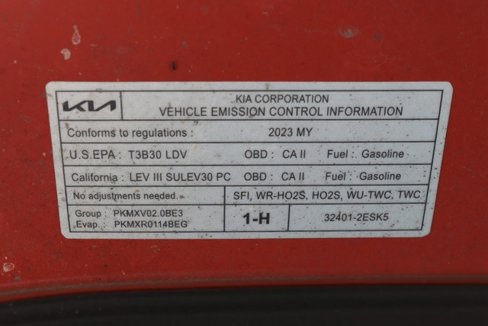 KIA
KIA CORPORATION
VEHICLE EMISSION CONTROL INFORMATION
Conforms to regulations : 2023 MY
U.S.EPA : T3B30 LDV OBD : CA II Fuel : Gasoline
California : LEV III SULEV30 PC OBD : CA II Fuel : Gasoline
No adjustments needed. SFI, WR-HO2S, HO2S, WU-TWC, TWC
Group : PKMXV02.0BE3
Evap. : PKMXR0114BEG
1-H
32401-2ESK5